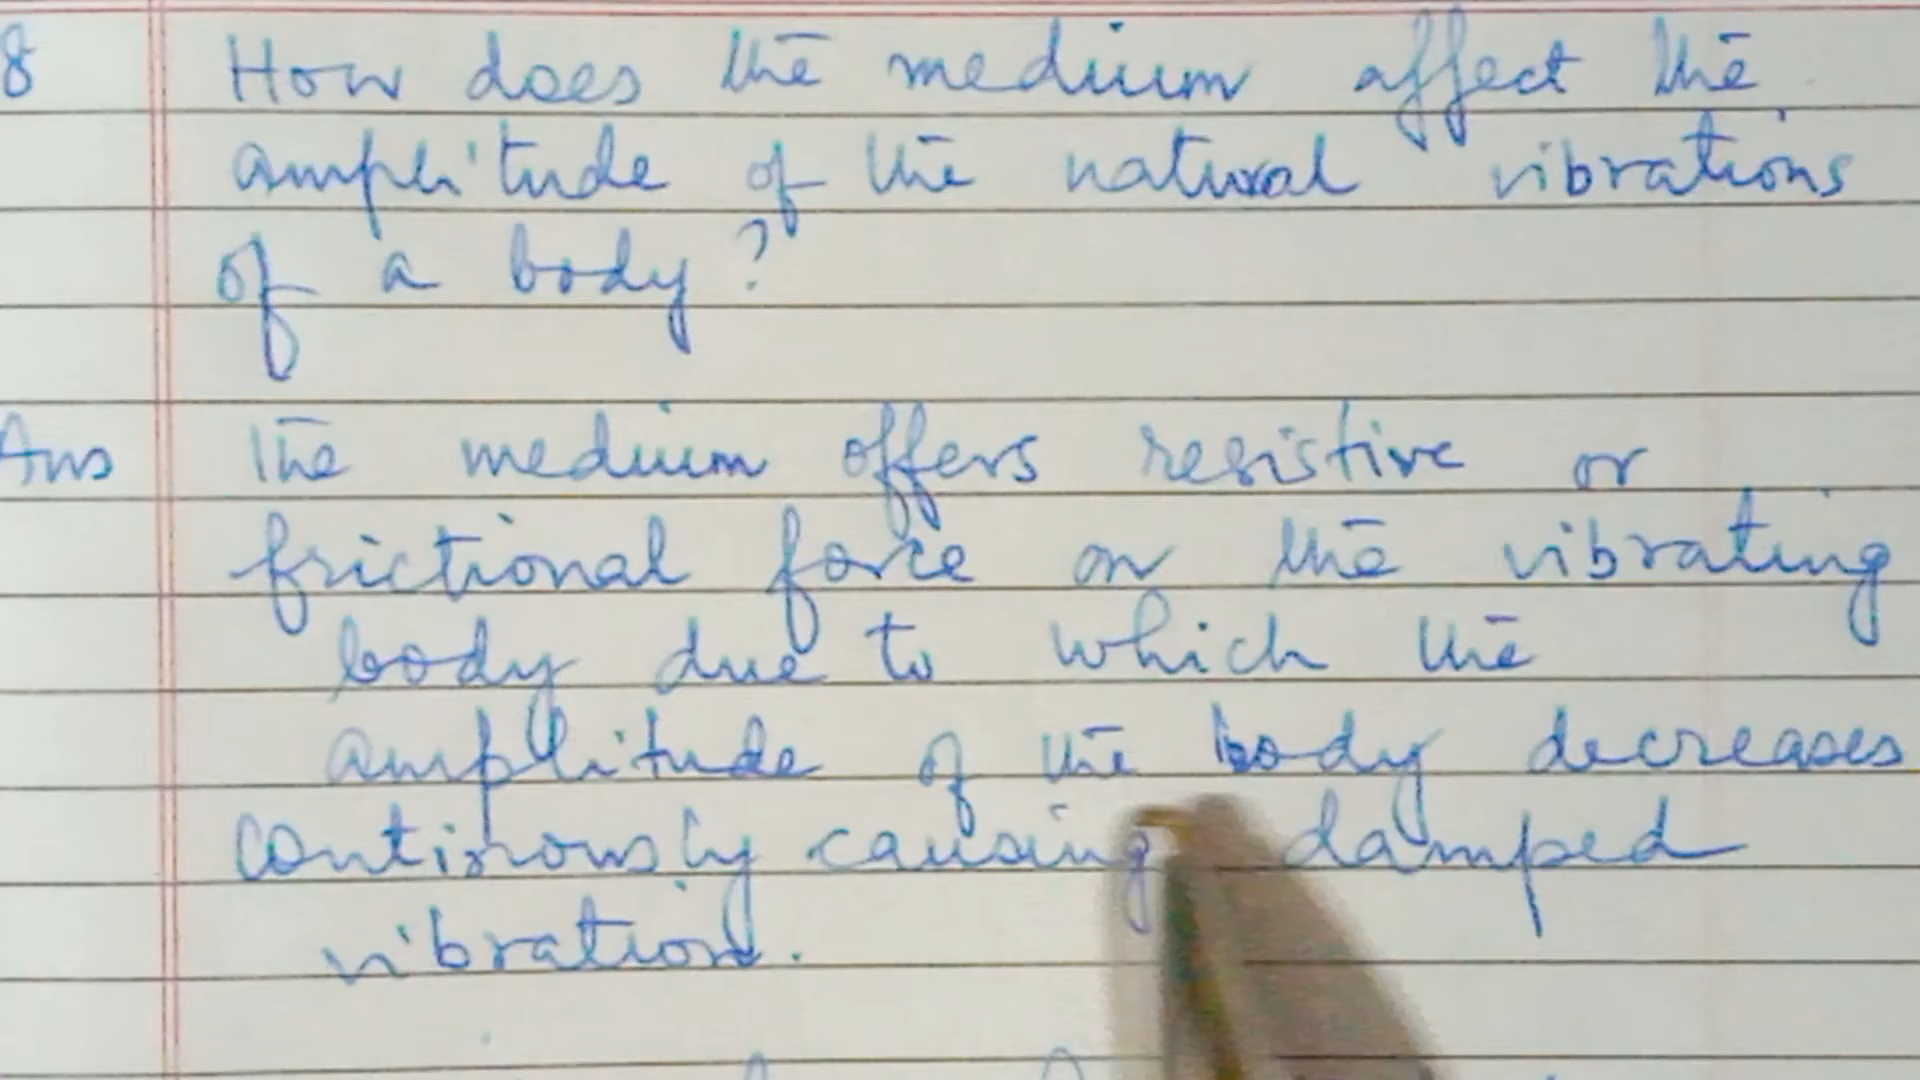 8 How does the medium affect the
amplitude of the natural vibrations
of a body?
Ans The medium offers resistive or
frictional force on the vibrating
body due to which the
amplitude of the body decreases
continously causing damped
vibration.